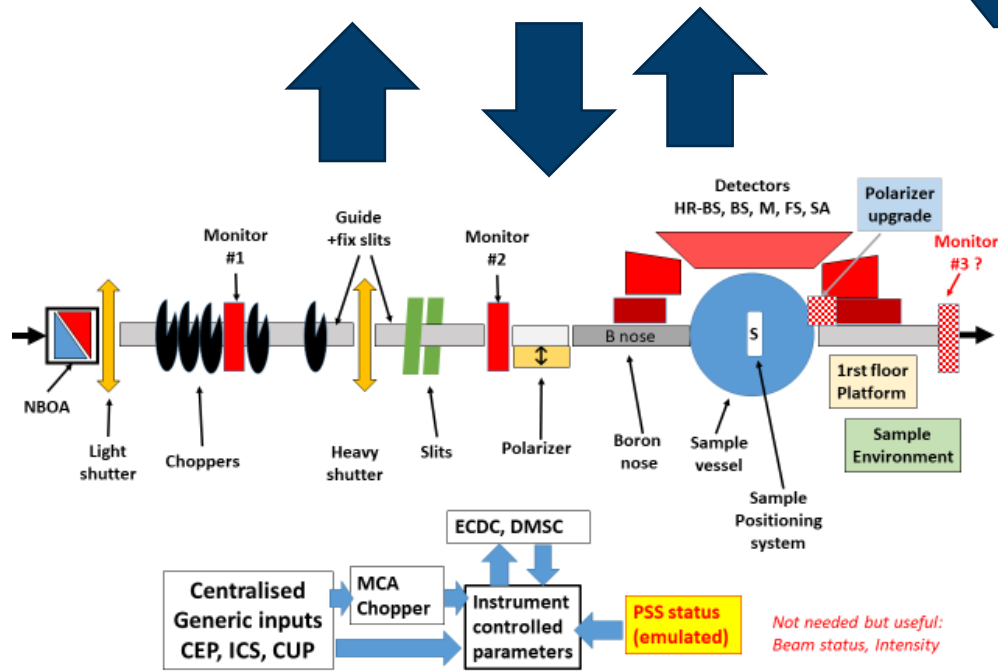 Detectors
HR-BS, BS, M, FS, SA
Polarizer
upgrade
Guide
+fix slits
Monitor
#1
Monitor
#2
Monitor
#3 ?
B nose
S
NBOA
Light
shutter
Choppers
Heavy
shutter
Slits
Polarizer
Boron
nose
Sample
vessel
1rst floor
Platform
Sample
Environment
Sample
Positioning
system
ECDC, DMSC
Centralised
Generic inputs
CEP, ICS, CUP
MCA
Chopper
Instrument
controlled
parameters
PSS status
(emulated)
Not needed but useful:
Beam status, Intensity